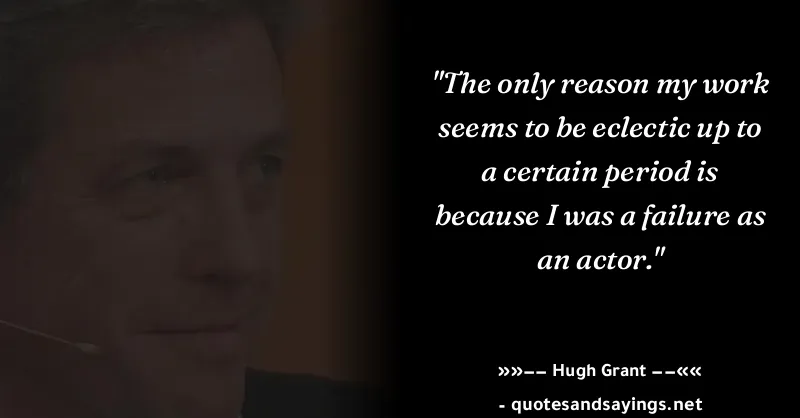 "The only reason my work
seems to be eclectic up to
a certain period is
because I was a failure as
an actor."
»»−− Hugh Grant −−««
- quotesandsayings.net